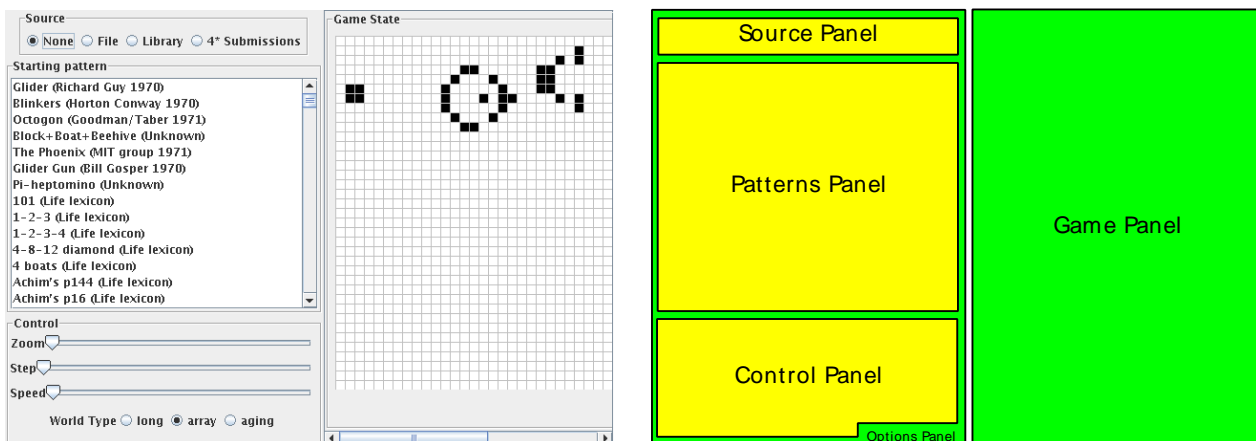 Source
None File Library 4* Submissions
Starting pattern
Glider (Richard Guy 1970)
Blinkers (Horton Conway 1970)
Octogon (Goodman/Taber 1971)
Block+Boat+Beehive (Unknown)
The Phoenix (MIT group 1971)
Glider Gun (Bill Gosper 1970)
Pi-heptomino (Unknown)
101 (Life lexicon)
1-2-3 (Life lexicon)
1-2-3-4 (Life lexicon)
4-8-12 diamond (Life lexicon)
4 boats (Life lexicon)
Achim's p144 (Life lexicon)
Achim's p16 (Life lexicon)
Control
Zoom
Step
Speed
World Type long array aging
Game State
Source Panel
Patterns Panel
Control Panel
Options Panel
Game Panel